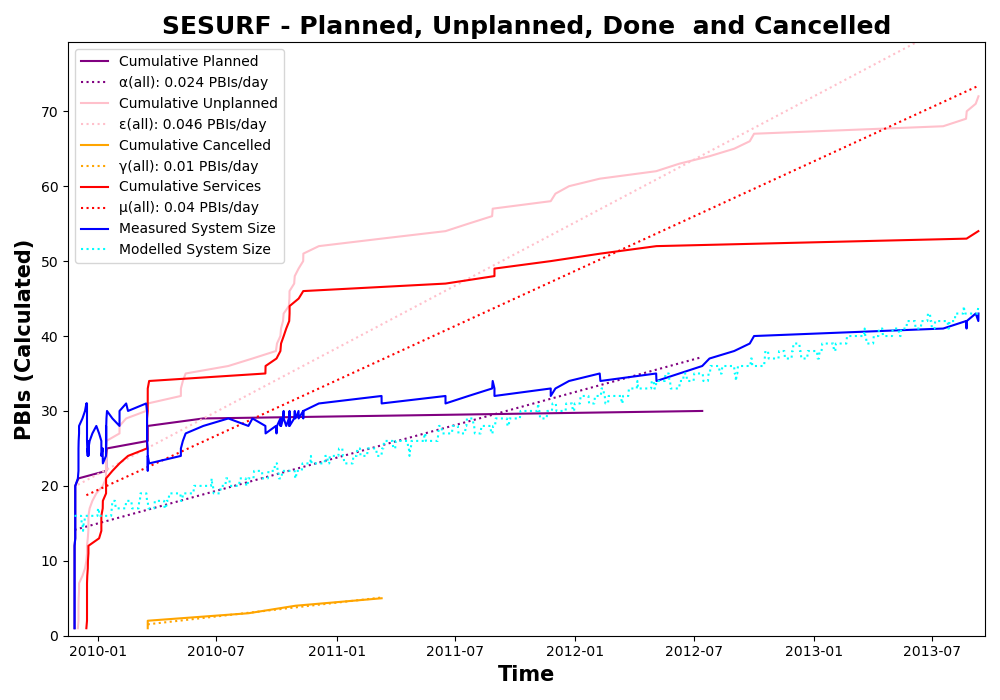 SESURF - Planned, Unplanned, Done  and Cancelled
Cumulative Planned
α(all): 0.024 PBIs/day
Cumulative Unplanned
ε(all): 0.046 PBIs/day
Cumulative Cancelled
γ(all): 0.01 PBIs/day
Cumulative Services
μ(all): 0.04 PBIs/day
Measured System Size
Modelled System Size
PBIs (Calculated)
70
60
50
40
30
20
10
0
2010-01 2010-07 2011-01 2011-07 2012-01 2012-07 2013-01 2013-07
Time